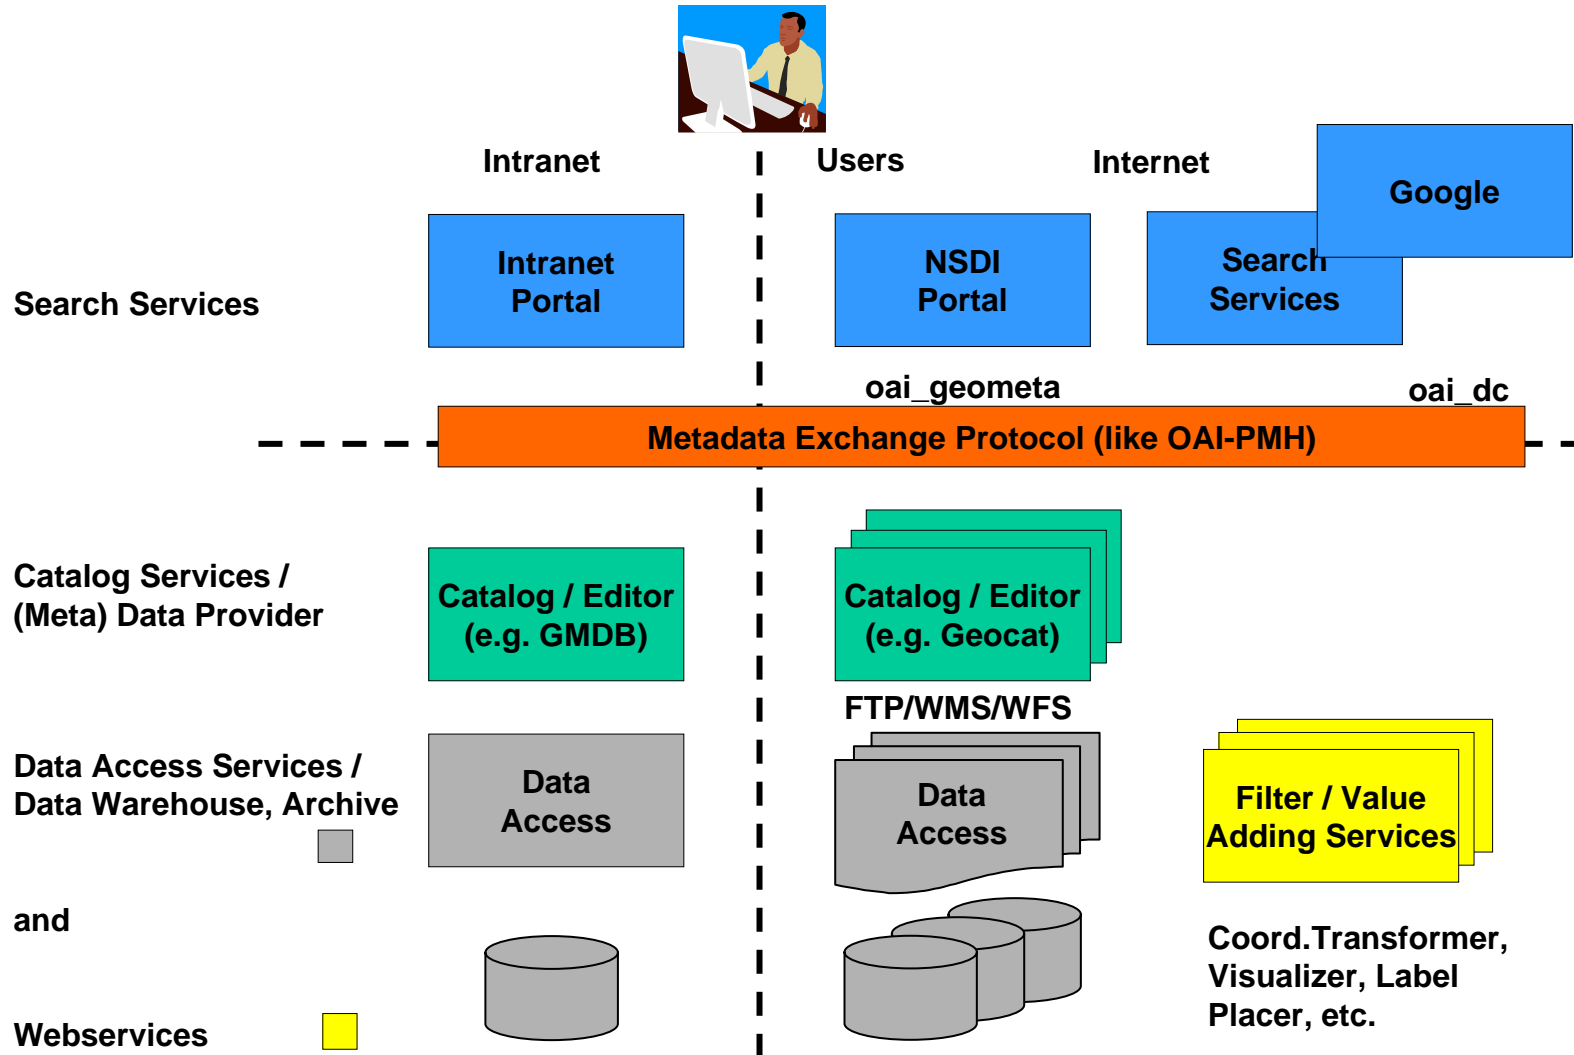 Intranet
Users
Internet
Google
Intranet
Portal
NSDI
Portal
Search
Services
Search Services
oai_geometa
oai_dc
Metadata Exchange Protocol (like OAI-PMH)
Catalog Services /
(Meta) Data Provider
Catalog / Editor
(e.g. GMDB)
Catalog / Editor
(e.g. Geocat)
FTP/WMS/WFS
Data Access Services /
Data Warehouse, Archive
Data
Access
Data
Access
Filter / Value
Adding Services
and
Coord.Transformer,
Visualizer, Label
Placer, etc.
Webservices